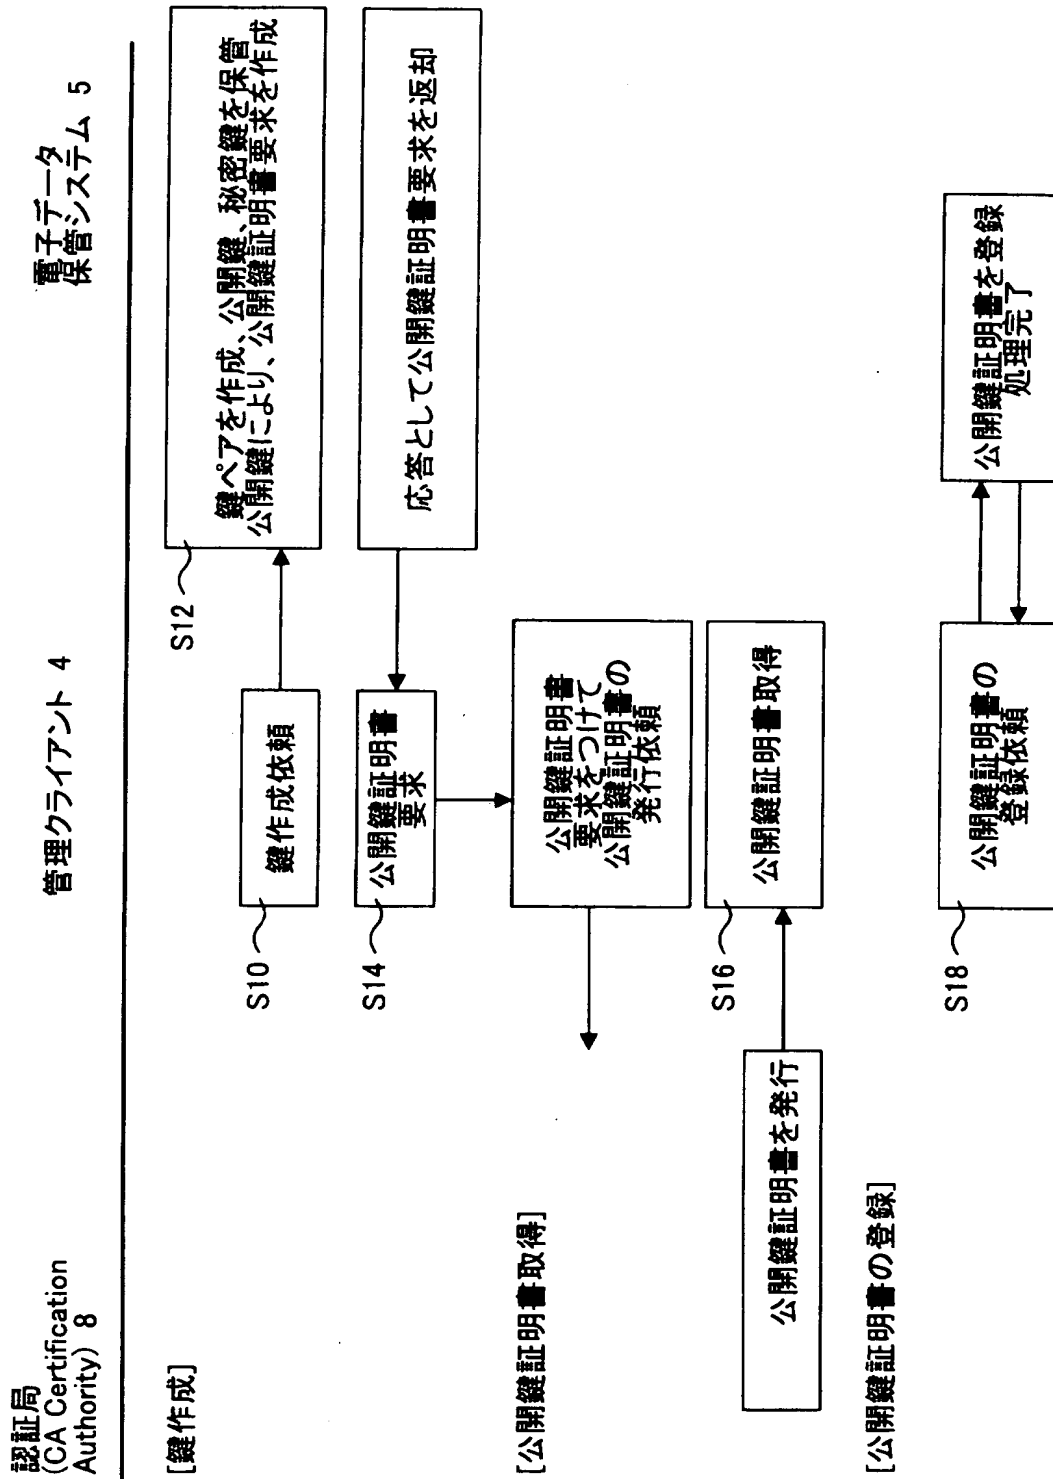 認証局
(CA Certification
Authority) 8
管理クライアント 4
電子データ
保管システム 5
[鍵作成]
S10
鍵作成依頼
S12
鍵ペアを作成、公開鍵、秘密鍵を保管
公開鍵により、公開鍵証明書要求を作成
応答として公開鍵証明書要求を返却
S14
公開鍵証明書
要求
[公開鍵証明書取得]
公開鍵証明書
要求をつけて
公開鍵証明書の
発行依頼
公開鍵証明書を発行
S16
公開鍵証明書取得
[公開鍵証明書の登録]
S18
公開鍵証明書の
登録依頼
公開鍵証明書を登録
処理完了